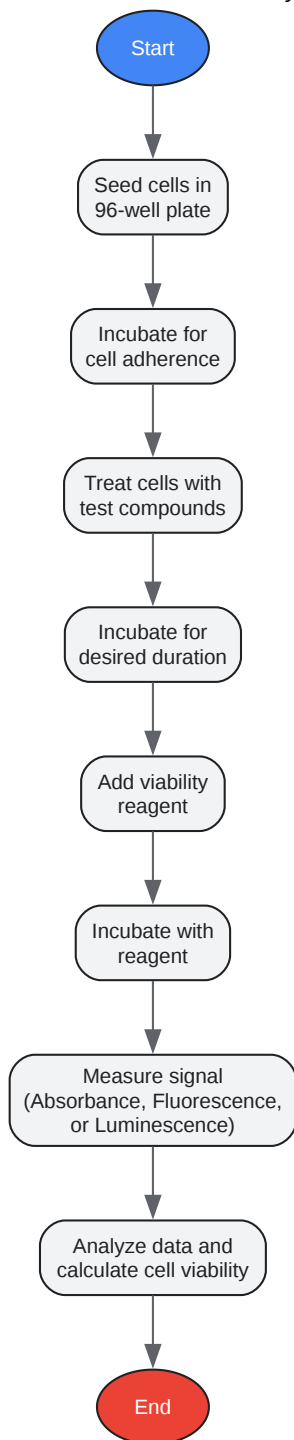 Start
Seed cells in
96-well plate
Incubate for
cell adherence
Treat cells with
test compounds
Incubate for
desired duration
Add viability
reagent
Incubate with
reagent
Measure signal
(Absorbance, Fluorescence,
or Luminescence)
Analyze data and
calculate cell viability
End